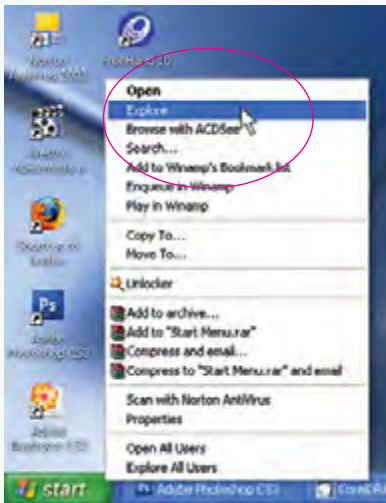 Open
Explore
Browse with ACDSee
Search...
Add to Winamp's Bookmark list
Enqueue in Winamp
Play in Winamp
Copy To...
Move To...
Unlocker
Add to archive...
Add to "Start Menu.rar"
Compress and email...
Compress to "Start Menu.rar" and email
Scan with Norton AntiVirus
Properties
Open All Users
Explore All Users
Ps
start
Ps Adobe Photoshop CS3